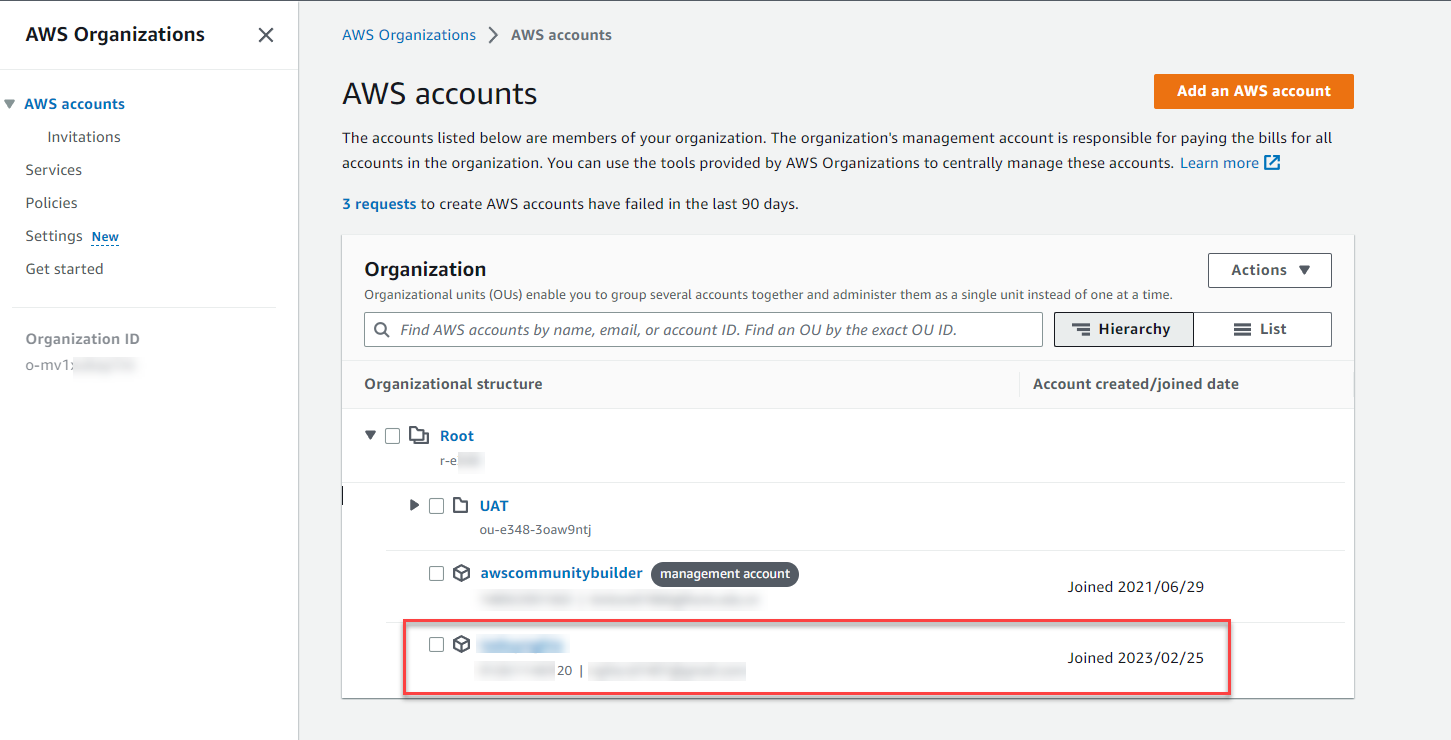 AWS Organizations
AWS accounts
Invitations
Services
Policies
Settings New
Get started
Organization ID
o-mv1
AWS Organizations > AWS accounts
AWS accounts
Add an AWS account
The accounts listed below are members of your organization. The organization's management account is responsible for paying the bills for all
accounts in the organization. You can use the tools provided by AWS Organizations to centrally manage these accounts. Learn more
3 requests to create AWS accounts have failed in the last 90 days.
Organization
Actions
Organizational units (OUs) enable you to group several accounts together and administer them as a single unit instead of one at a time.
Find AWS accounts by name, email, or account ID. Find an OU by the exact OU ID.
Hierarchy
List
Organizational structure
Account created/joined date
Root
r-e
UAT
ou-e348-3oaw9ntj
awscommunitybuilder management account
Joined 2021/06/29
20 |
Joined 2023/02/25